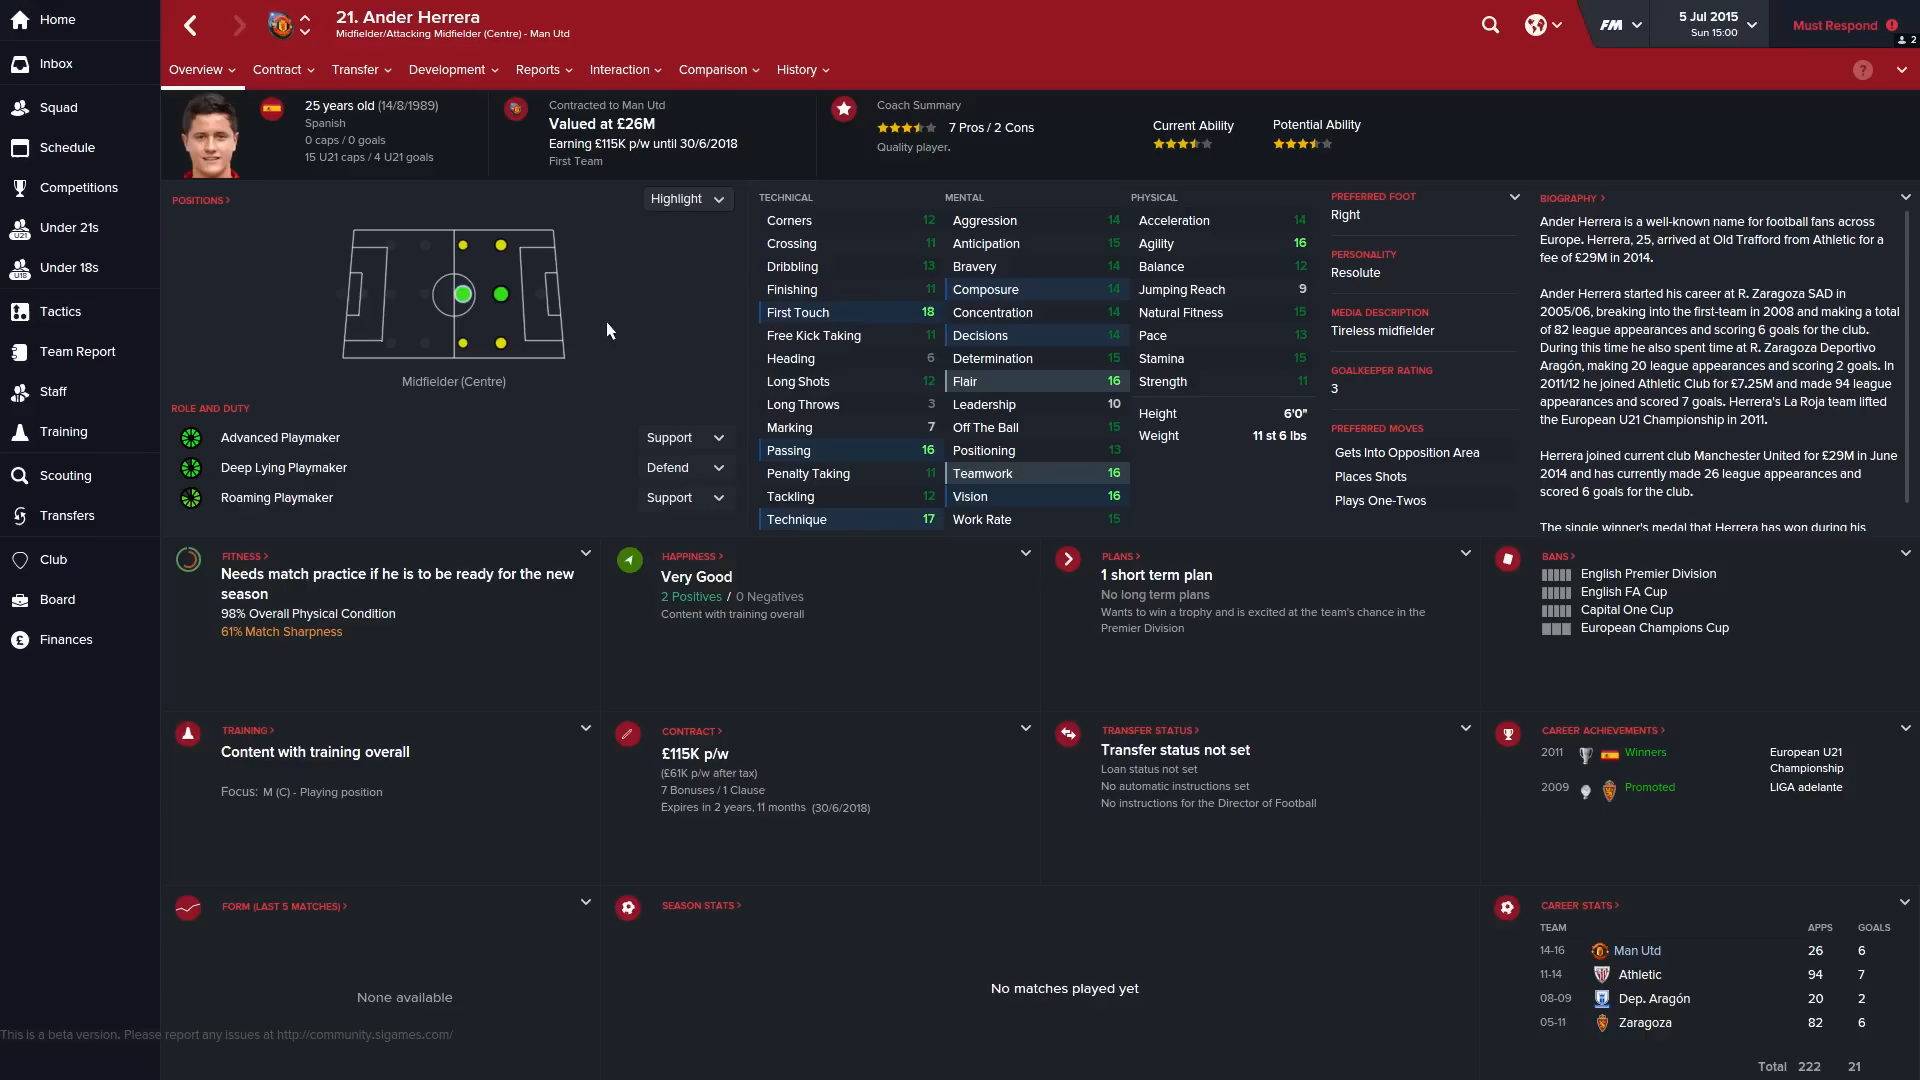 Home
Inbox
Squad
Schedule
Competitions
Under 21s
Under 18s
Tactics
Team Report
Staff
Training
Scouting
Transfers
Club
Board
Finances
21. Ander Herrera
Midfielder/Attacking Midfielder (Centre) - Man Utd
FM
5 Jul 2015
Sun 15:00
Must Respond
2
Overview Contract Transfer Development Reports Interaction Comparison History
?
25 years old (14/8/1989)
Spanish
0 caps / 0 goals
15 U21 caps / 4 U21 goals
Contracted to Man Utd
Valued at £26M
Earning £115K p/w until 30/6/2018
First Team
Coach Summary
7 Pros / 2 Cons
Quality player.
Current Ability
Potential Ability
POSITIONS >
Highlight
Midfielder (Centre)
ROLE AND DUTY
Advanced Playmaker Support
Deep Lying Playmaker Defend
Roaming Playmaker Support
TECHNICAL
Corners 12
Crossing 11
Dribbling 13
Finishing 11
First Touch 18
Free Kick Taking 11
Heading 6
Long Shots 12
Long Throws 3
Marking 7
Passing 16
Penalty Taking 11
Tackling 12
Technique 17
MENTAL
Aggression 14
Anticipation 15
Bravery 14
Composure 14
Concentration 14
Decisions 14
Determination 15
Flair 16
Leadership 10
Off The Ball 15
Positioning 13
Teamwork 16
Vision 16
Work Rate 15
PHYSICAL
Acceleration 14
Agility 16
Balance 12
Jumping Reach 9
Natural Fitness 15
Pace 13
Stamina 15
Strength 11
Height 6'0"
Weight 11 st 6 lbs
PREFERRED FOOT
Right
PERSONALITY
Resolute
MEDIA DESCRIPTION
Tireless midfielder
GOALKEEPER RATING
3
PREFERRED MOVES
Gets Into Opposition Area
Places Shots
Plays One-Twos
BIOGRAPHY >
Ander Herrera is a well-known name for football fans across
Europe. Herrera, 25, arrived at Old Trafford from Athletic for a
fee of £29M in 2014.
Ander Herrera started his career at R. Zaragoza SAD in
2005/06, breaking into the first-team in 2008 and making a total
of 82 league appearances and scoring 6 goals for the club.
During this time he also spent time at R. Zaragoza Deportivo
Aragón, making 20 league appearances and scoring 2 goals. In
2011/12 he joined Athletic Club for £7.25M and made 94 league
appearances and scored 7 goals. Herrera's La Roja team lifted
the European U21 Championship in 2011.
Herrera joined current club Manchester United for £29M in June
2014 and has currently made 26 league appearances and
scored 6 goals for the club.
The single winner's medal that Herrera has won during his
FITNESS >
Needs match practice if he is to be ready for the new
season
98% Overall Physical Condition
61% Match Sharpness
HAPPINESS >
Very Good
2 Positives / 0 Negatives
Content with training overall
PLANS >
1 short term plan
No long term plans
Wants to win a trophy and is excited at the team's chance in the
Premier Division
BANS >
English Premier Division
English FA Cup
Capital One Cup
European Champions Cup
TRAINING >
Content with training overall
Focus: M (C) - Playing position
CONTRACT >
£115K p/w
(£61K p/w after tax)
7 Bonuses / 1 Clause
Expires in 2 years, 11 months (30/6/2018)
TRANSFER STATUS >
Transfer status not set
Loan status not set
No automatic instructions set
No instructions for the Director of Football
CAREER ACHIEVEMENTS >
2011 Winners European U21
Championship
2009 Promoted LIGA adelante
FORM (LAST 5 MATCHES) >
None available
SEASON STATS >
No matches played yet
CAREER STATS >
TEAM APPS GOALS
14-16 Man Utd 26 6
11-14 Athletic 94 7
08-09 Dep. Aragón 20 2
05-11 Zaragoza 82 6
Total 222 21
This is a beta version. Please report any issues at http://community.sigames.com/